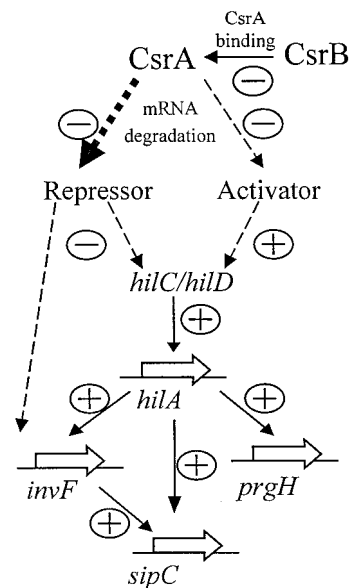 CsrA
binding
CsrA
CsrB
−
−
−
mRNA
degradation
Repressor
Activator
−
+
hilC/hilD
+
hilA
+
+
+
invF
prgH
+
sipC